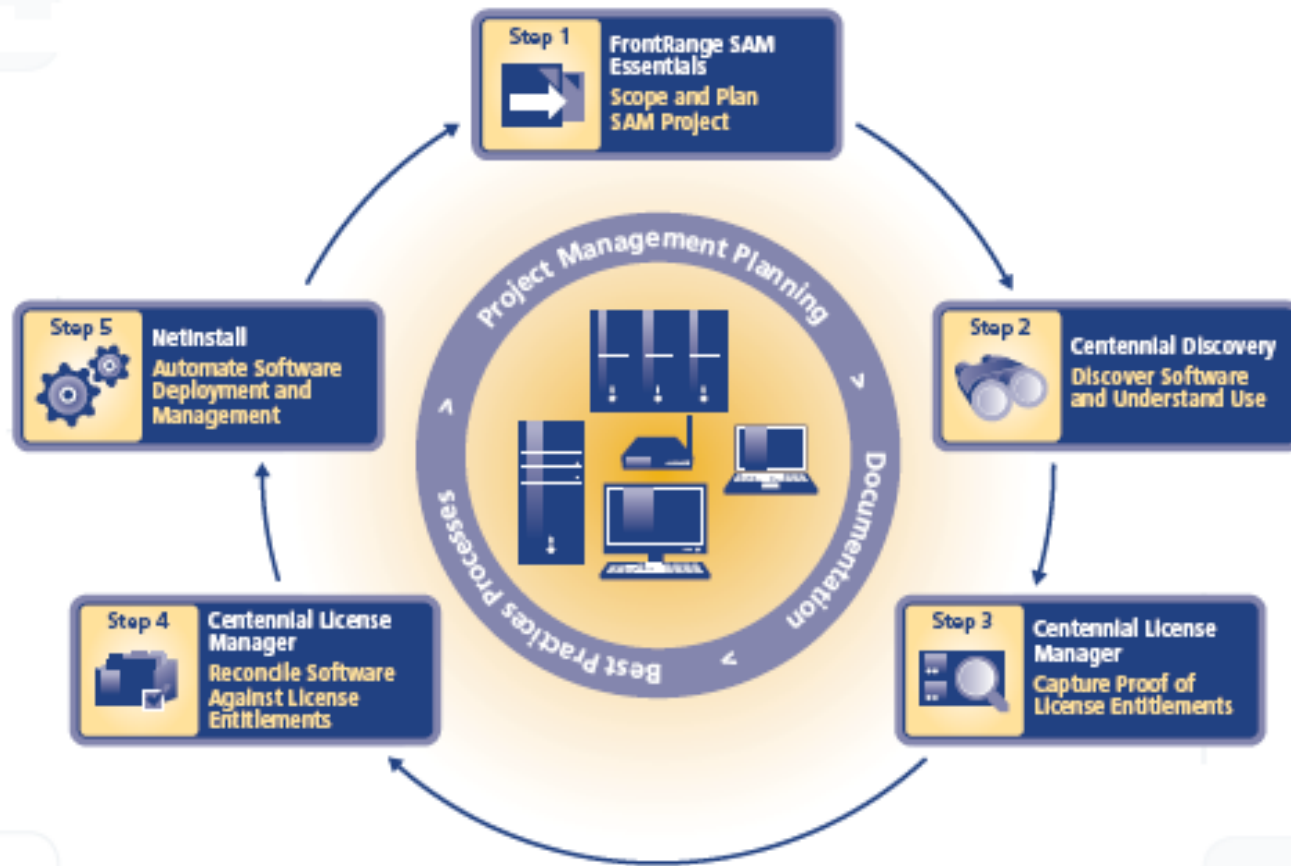 Step 1
FrontRange SAM
Essentials
Scope and Plan
SAM Project
Step 2
Centennial Discovery
Discover Software
and Understand Use
Step 3
Centennial License
Manager
Capture Proof of
License Entitlements
Step 4
Centennial License
Manager
Reconcile Software
Against License
Entitlements
Step 5
NetInstall
Automate Software
Deployment and
Management
Project Management Planning
>
Documentation
>
Best Practices Processes
>